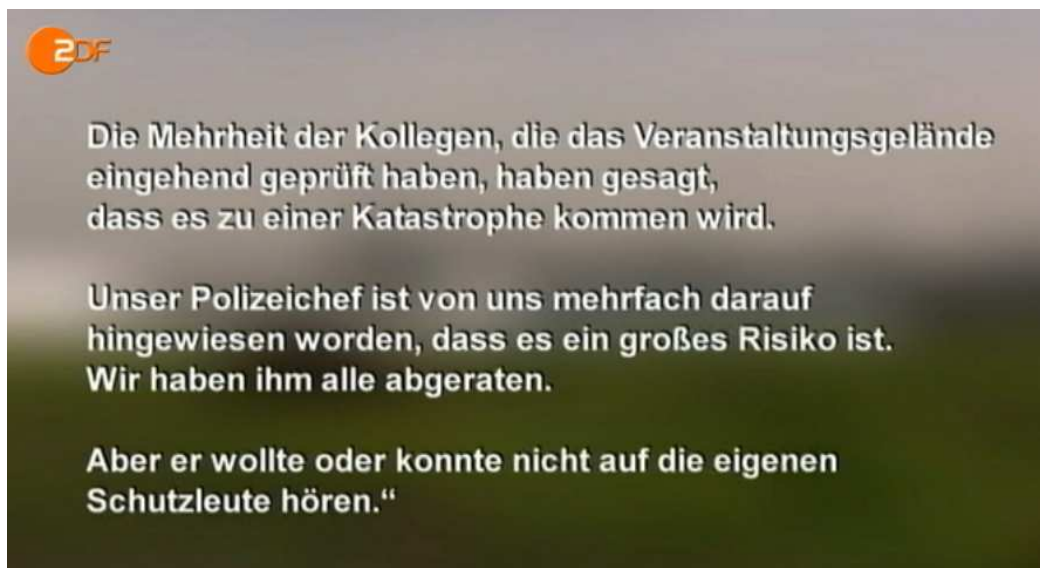 2DF
Die Mehrheit der Kollegen, die das Veranstaltungsgelände
eingehend geprüft haben, haben gesagt,
dass es zu einer Katastrophe kommen wird.
Unser Polizeichef ist von uns mehrfach darauf
hingewiesen worden, dass es ein großes Risiko ist.
Wir haben ihm alle abgeraten.
Aber er wollte oder konnte nicht auf die eigenen
Schutzleute hören.“